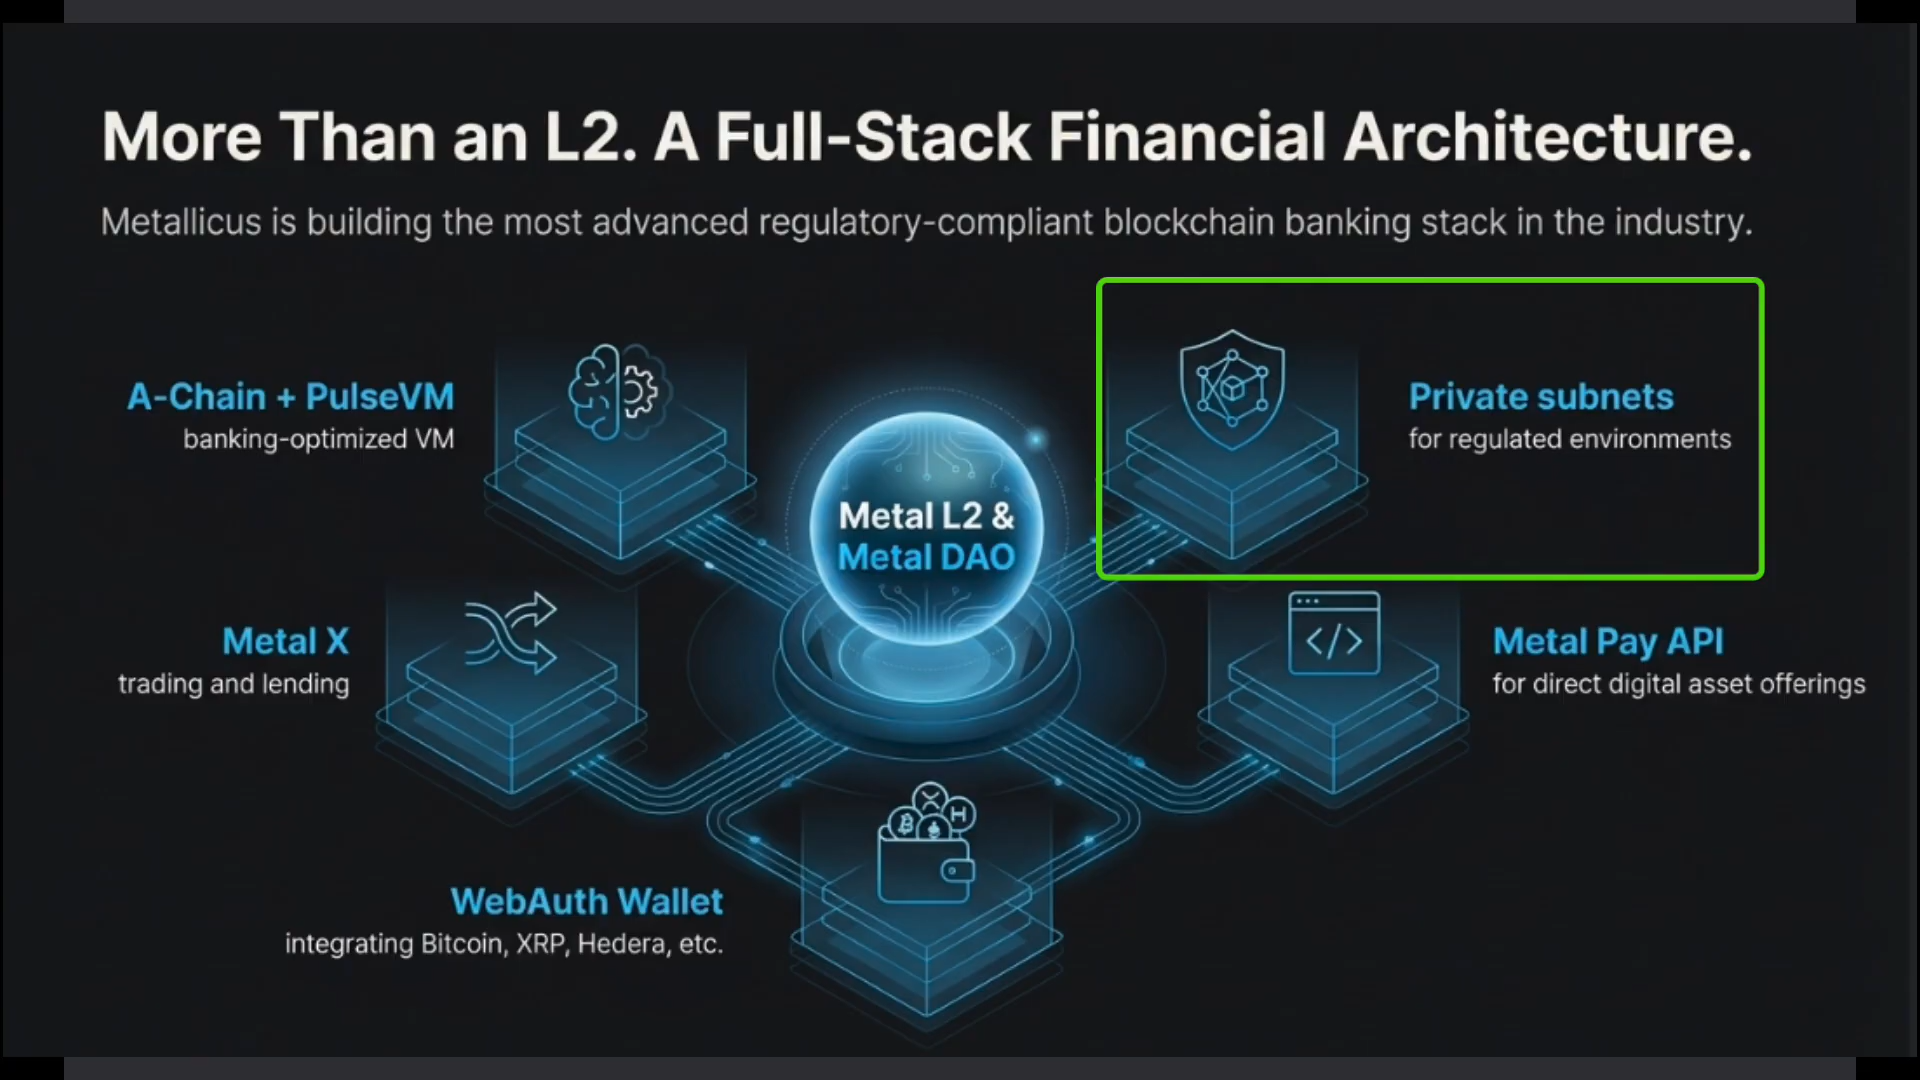 More Than an L2. A Full-Stack Financial Architecture.
Metallicus is building the most advanced regulatory-compliant blockchain banking stack in the industry.
A-Chain + PulseVM
banking-optimized VM
Private subnets
for regulated environments
Metal L2 &
Metal DAO
Metal X
trading and lending
Metal Pay API
for direct digital asset offerings
WebAuth Wallet
integrating Bitcoin, XRP, Hedera, etc.